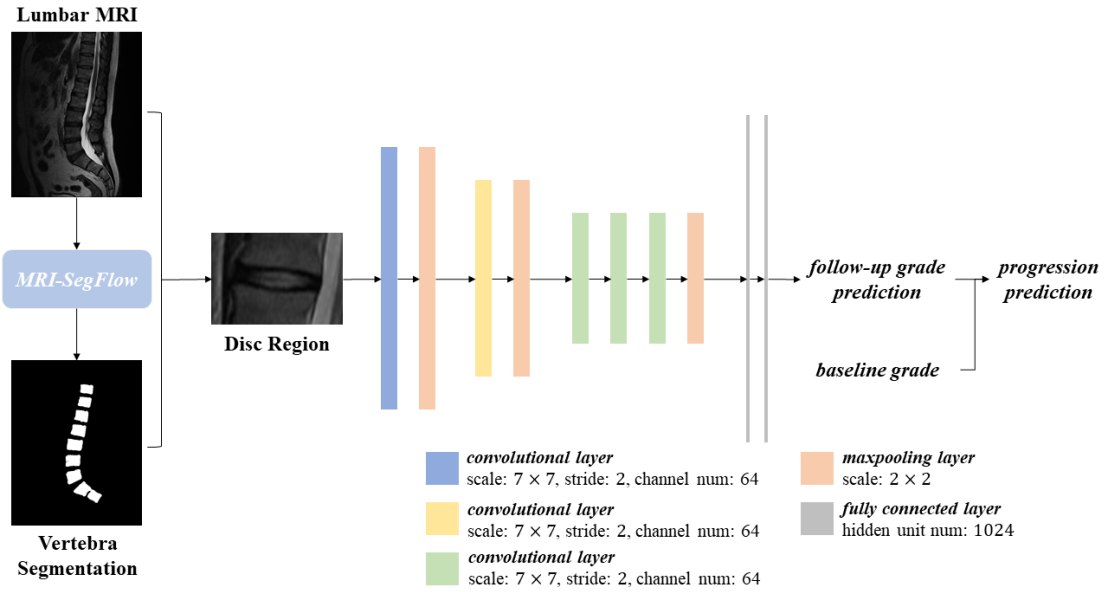 Lumbar MRI
MRI-SegFlow
Vertebra
Segmentation
Disc Region
follow-up grade
prediction
progression
prediction
baseline grade
convolutional layer
scale: 7 × 7, stride: 2, channel num: 64
convolutional layer
scale: 7 × 7, stride: 2, channel num: 64
convolutional layer
scale: 7 × 7, stride: 2, channel num: 64
maxpooling layer
scale: 2 × 2
fully connected layer
hidden unit num: 1024